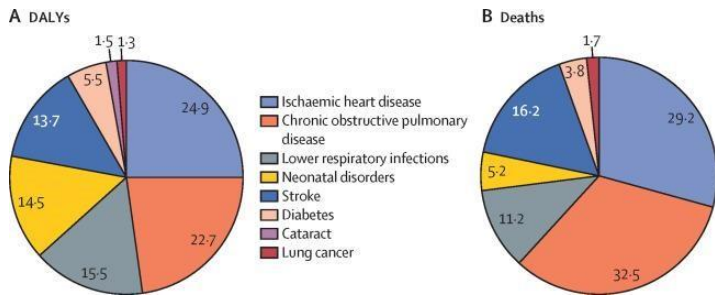 A DALYs
1·5
1·3
5·5
24·9
13·7
14·5
15·5
22·7
Ischaemic heart disease
Chronic obstructive pulmonary
disease
Lower respiratory infections
Neonatal disorders
Stroke
Diabetes
Cataract
Lung cancer
B Deaths
1·7
3·8
29·2
16·2
5·2
11·2
32·5